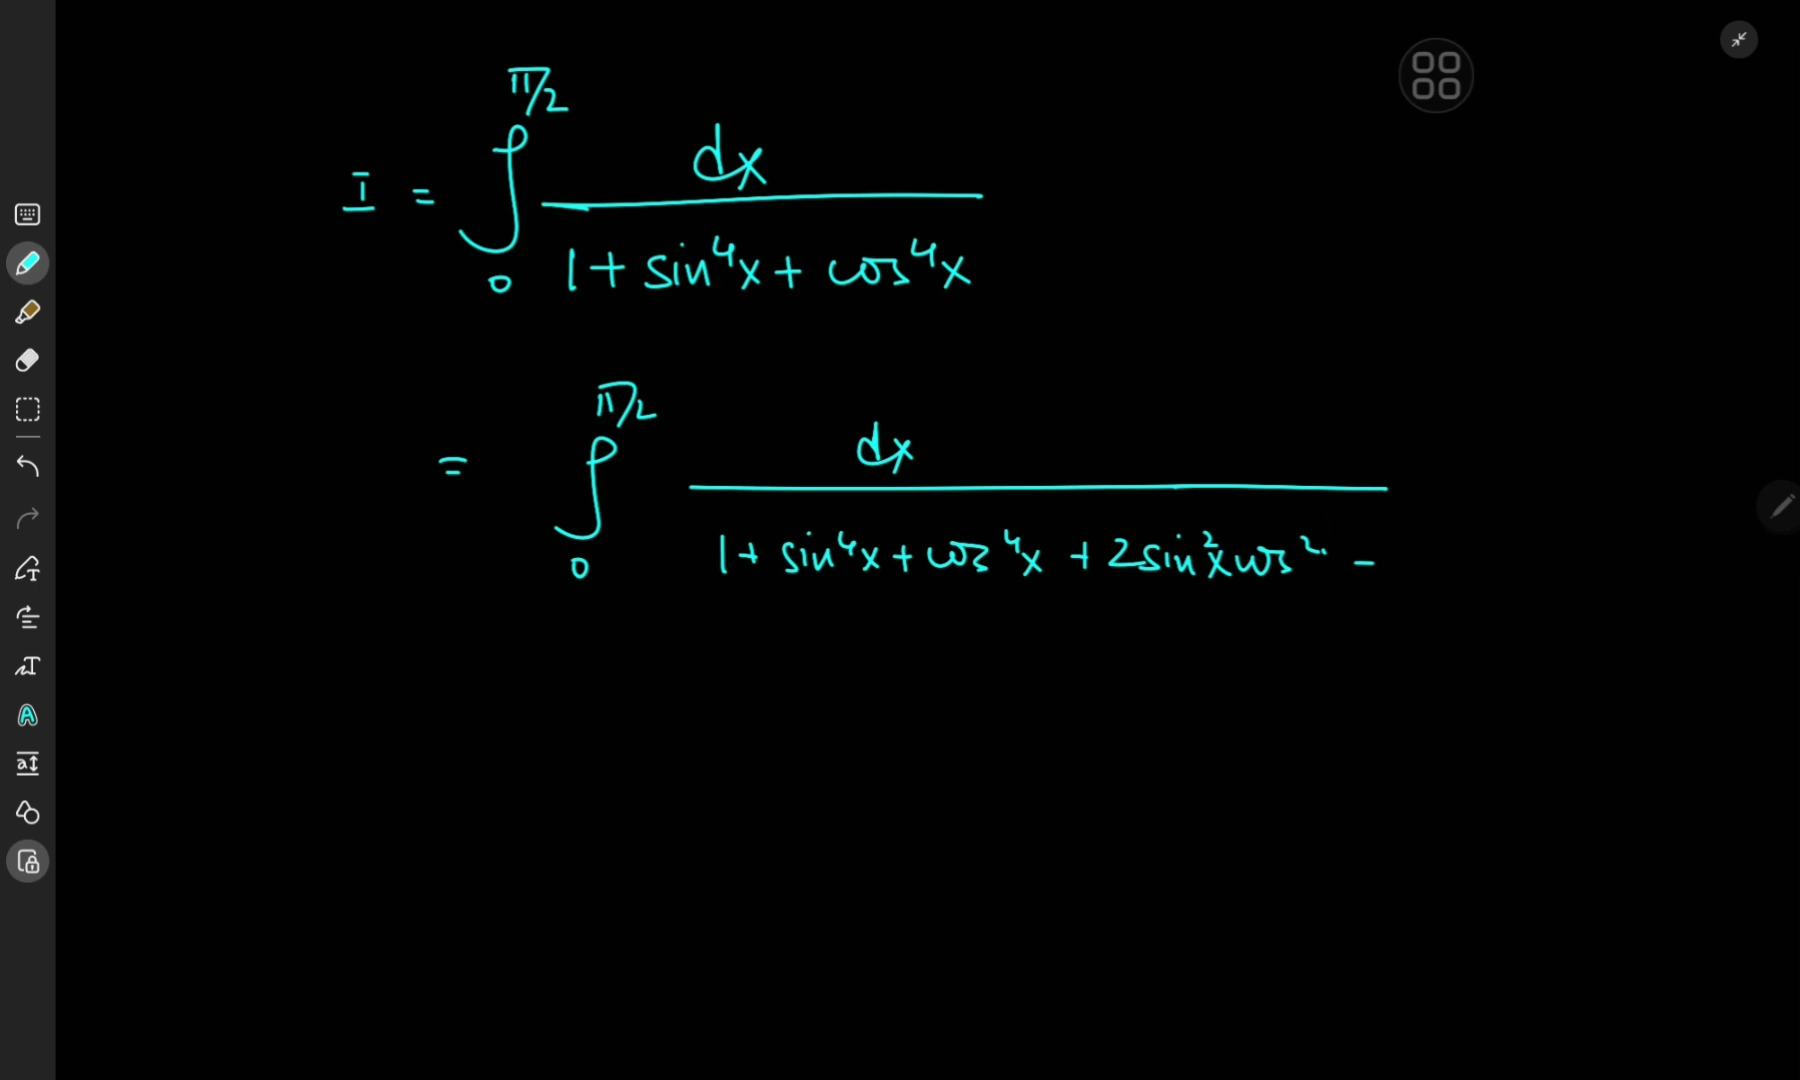 I = ∫₀^{π/2} dx / (1 + sin⁴x + cos⁴x)
= ∫₀^{π/2} dx / (1 + sin⁴x + cos⁴x + 2sin²x cos² −